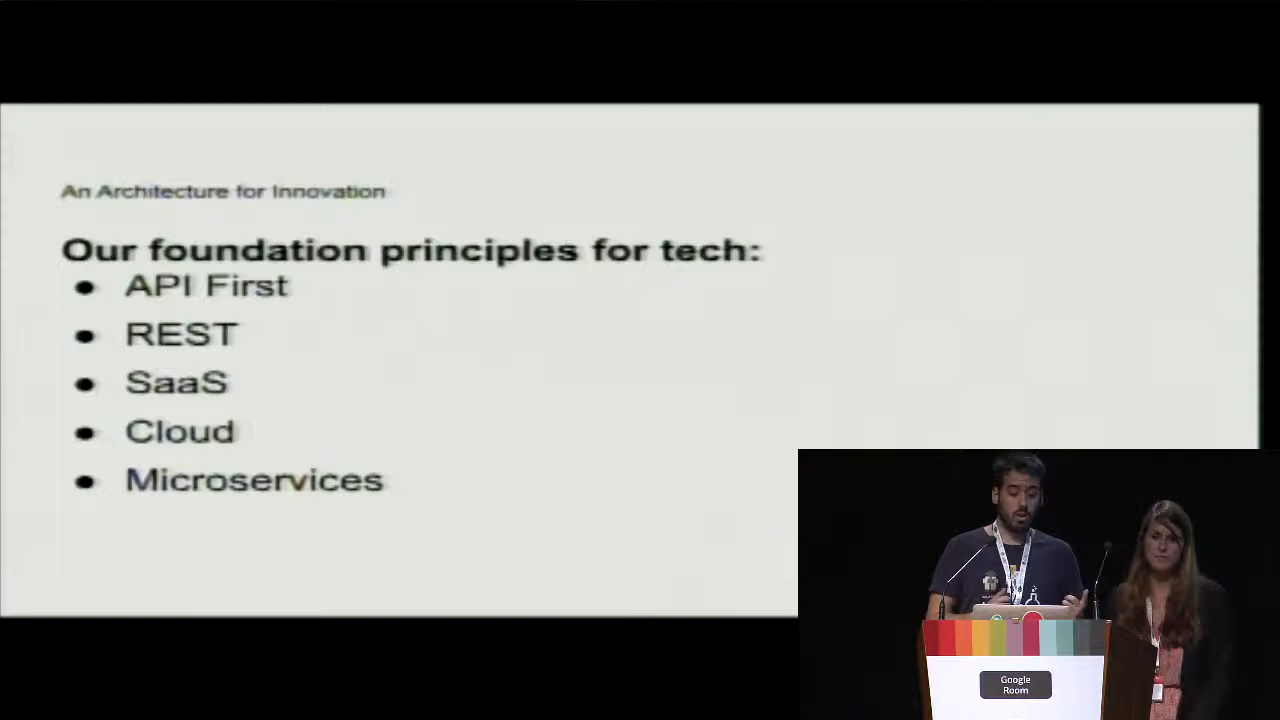 An Architecture for Innovation
Our foundation principles for tech:
● API First
● REST
● SaaS
● Cloud
● Microservices
Google
Room